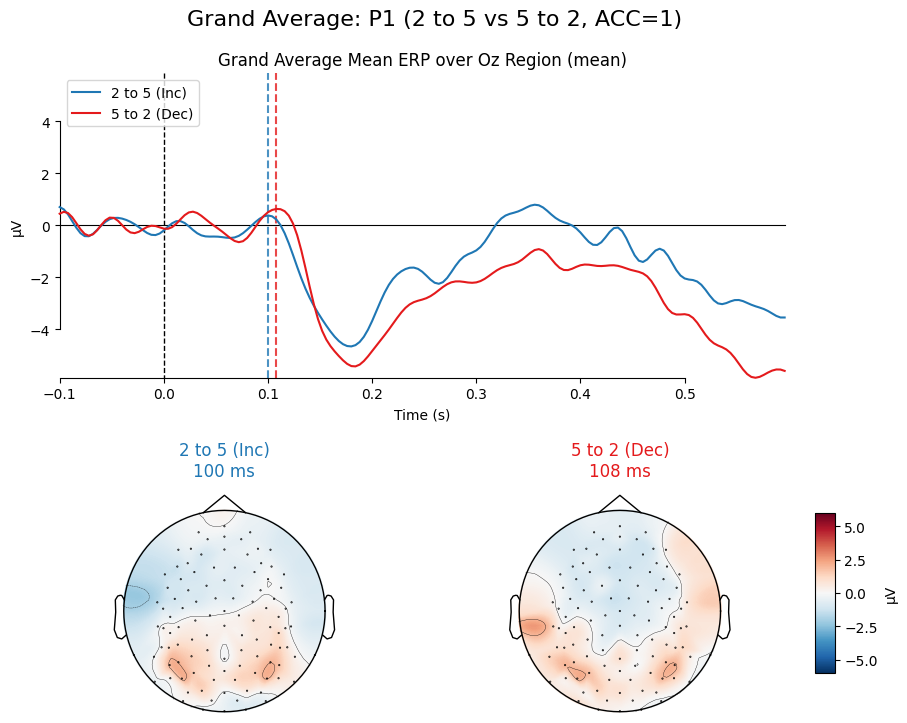 Grand Average: P1 (2 to 5 vs 5 to 2, ACC=1)
Grand Average Mean ERP over Oz Region (mean)
2 to 5 (Inc)
5 to 2 (Dec)
4
2
0
−2
−4
µV
−0.1 0.0 0.1 0.2 0.3 0.4 0.5
Time (s)
2 to 5 (Inc)
100 ms
5 to 2 (Dec)
108 ms
5.0
2.5
0.0
−2.5
−5.0
µV